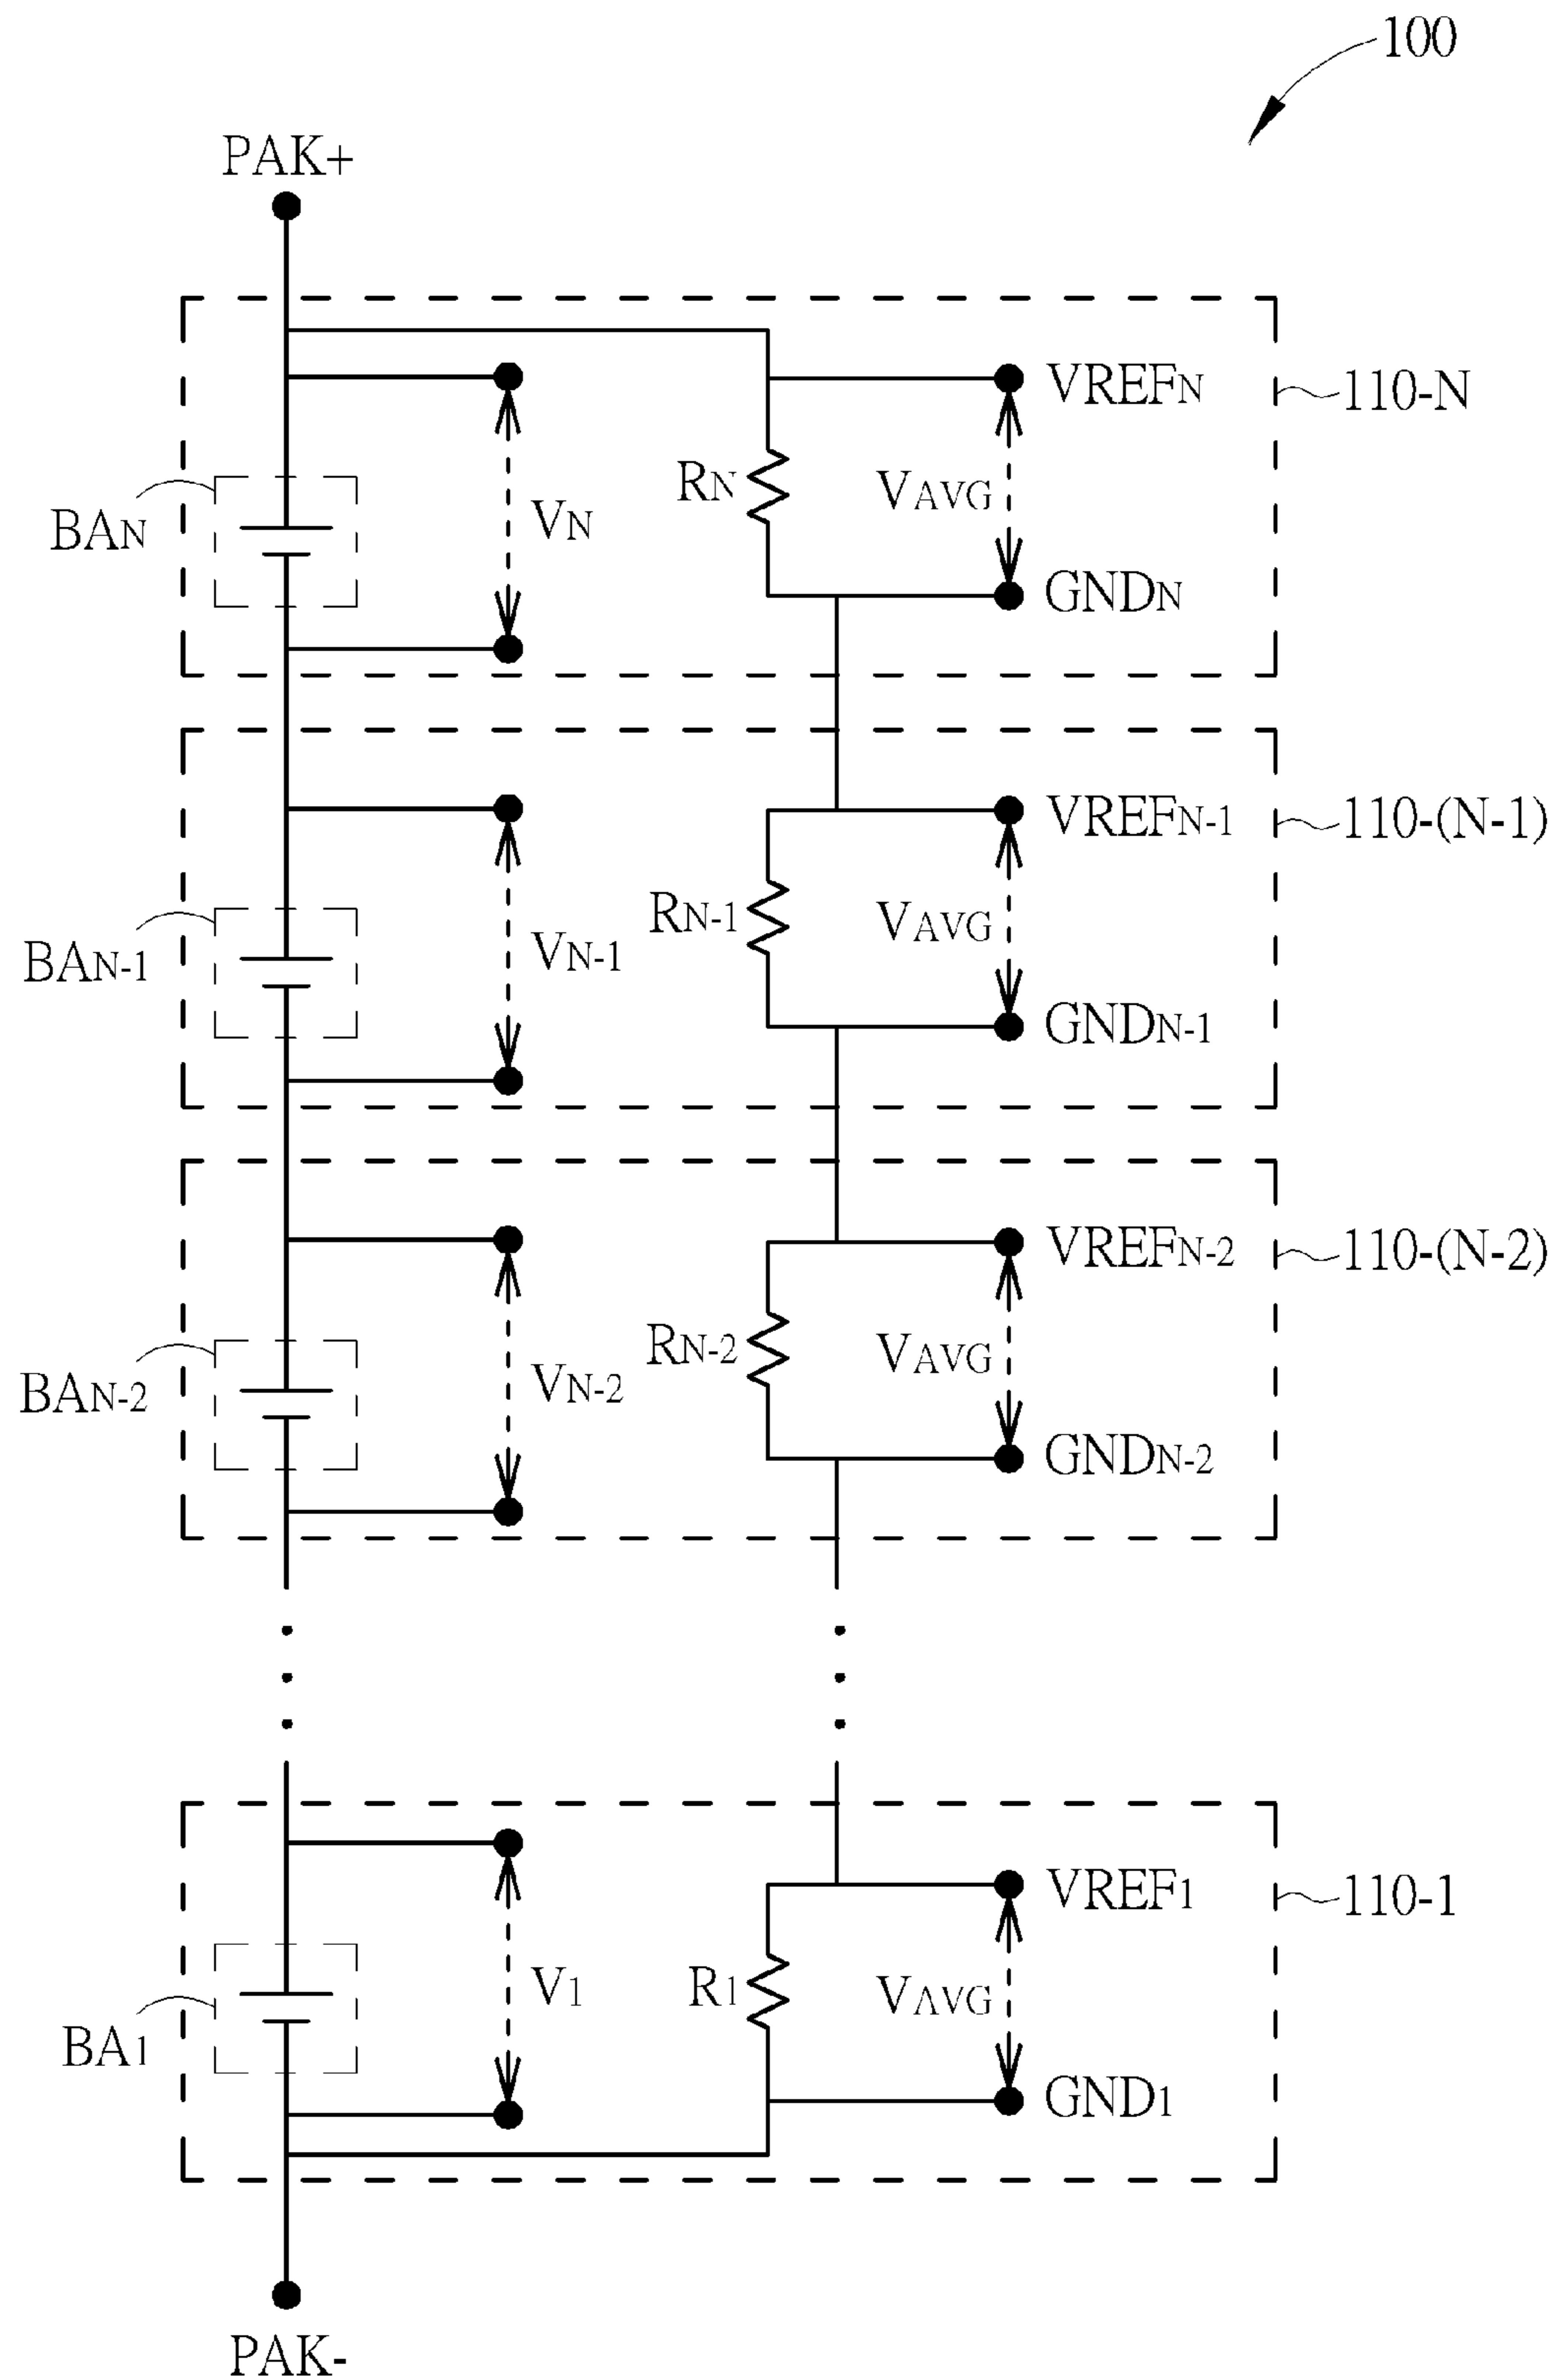 100
PAK+
VREFN
110-N
RN
VAVG
BAN
VN
GNDN
VREFN-1
110-(N-1)
RN-1
VAVG
BAN-1
VN-1
GNDN-1
VREFN-2
110-(N-2)
RN-2
VAVG
BAN-2
VN-2
GNDN-2
VREF1
110-1
R1
VAVG
BA1
V1
GND1
PAK-